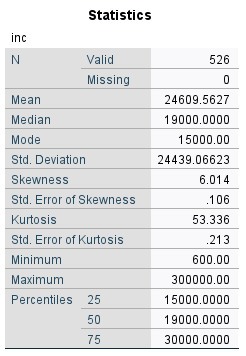 Statistics
inc
N Valid 526
Missing 0
Mean 24609.5627
Median 19000.0000
Mode 15000.00
Std. Deviation 24439.06623
Skewness 6.014
Std. Error of Skewness .106
Kurtosis 53.336
Std. Error of Kurtosis .213
Minimum 600.00
Maximum 300000.00
Percentiles 25 15000.0000
50 19000.0000
75 30000.0000